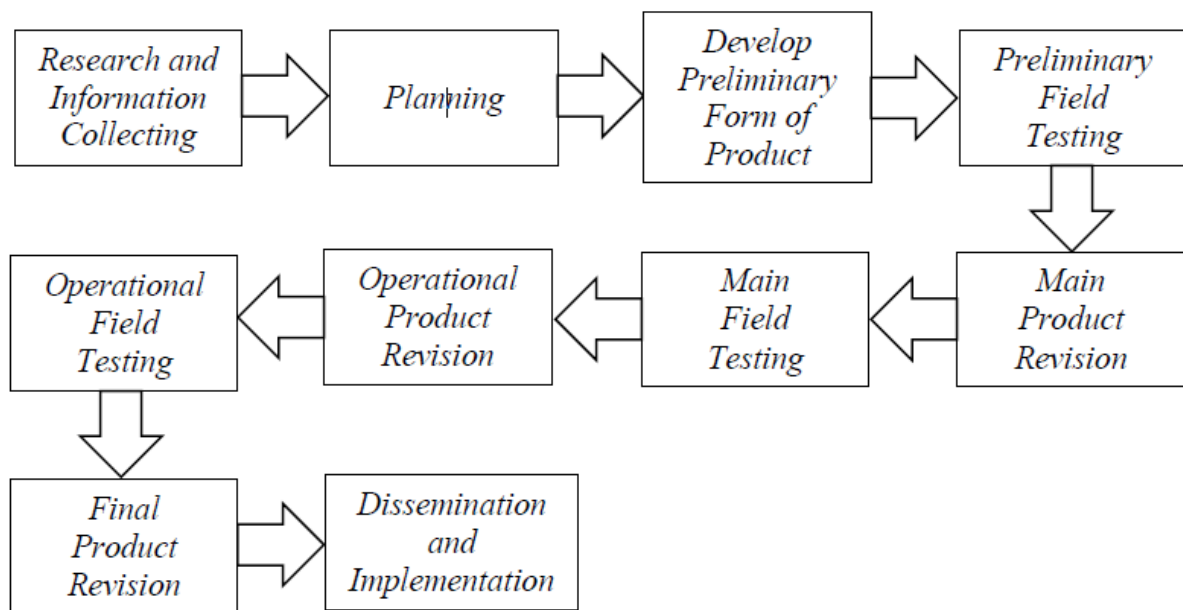 Research and
Information
Collecting
Planning
Develop
Preliminary
Form of
Product
Preliminary
Field
Testing
Main
Product
Revision
Main
Field
Testing
Operational
Product
Revision
Operational
Field
Testing
Final
Product
Revision
Dissemination
and
Implementation